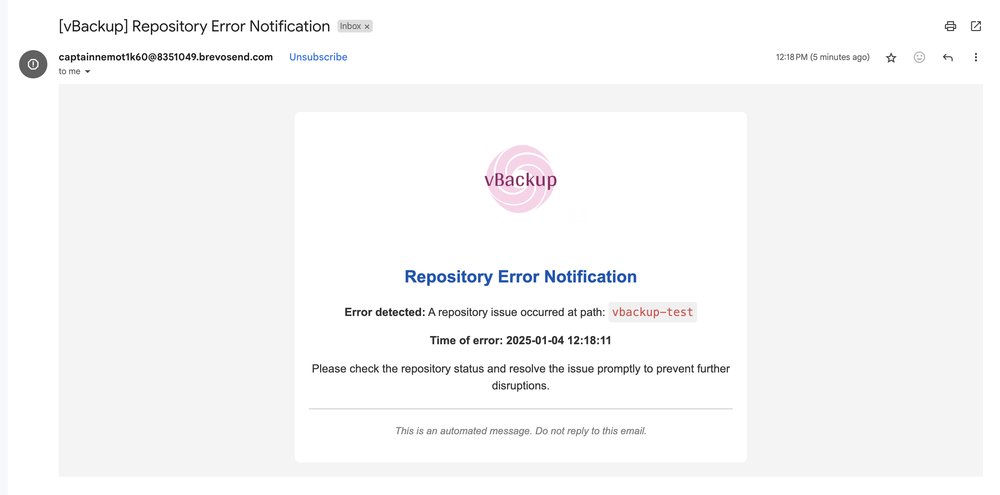 [vBackup] Repository Error Notification Inbox ×
captainnemot1k60@8351049.brevosend.com Unsubscribe 12:18 PM (5 minutes ago)
to me
vBackup
Repository Error Notification
Error detected: A repository issue occurred at path: vbackup-test
Time of error: 2025-01-04 12:18:11
Please check the repository status and resolve the issue promptly to prevent further
disruptions.
This is an automated message. Do not reply to this email.